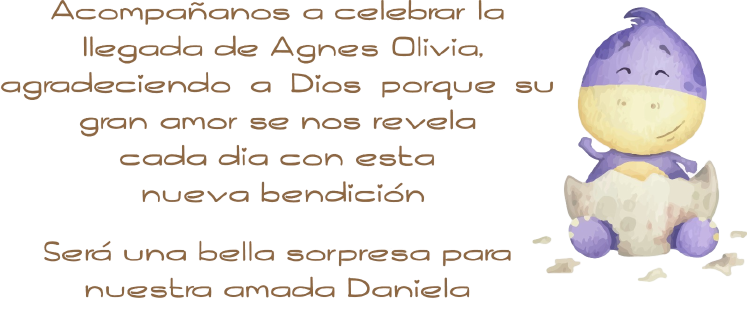 Acompañanos a celebrar la
llegada de Agnes Olivia,
agradeciendo a Dios porque su
gran amor se nos revela
cada dia con esta
nueva bendición
Será una bella sorpresa para
nuestra amada Daniela